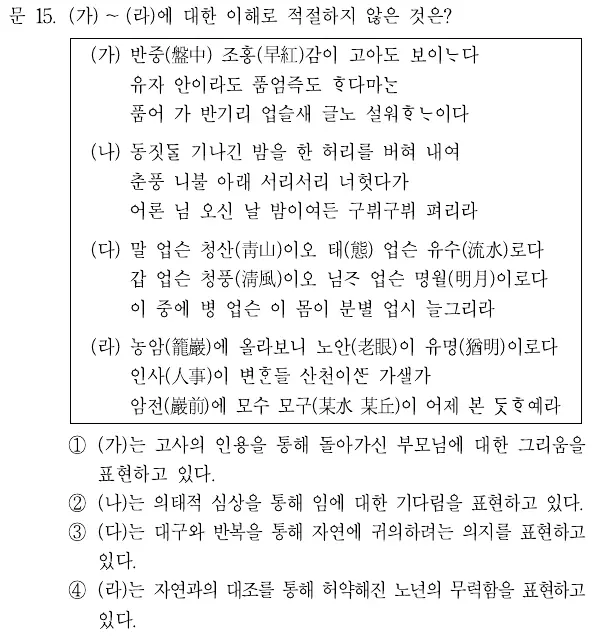 문 15. (가) ~ (라)에 대한 이해로 적절하지 않은 것은?
(가) 반중(盤中) 조홍(早紅)감이 고아도 보이ᄂᆞ다
유자 안이라도 품엄즉도 ᄒᆞ다마ᄂᆞᆫ
품어 가 반기리 업슬새 글노 설워ᄒᆞᄂᆞ이다
(나) 동짓ᄃᆞᆯ 기나긴 밤을 한 허리를 버혀 내여
춘풍 니불 아래 서리서리 너헛다가
어론 님 오신 날 밤이여든 구뷔구뷔 펴리라
(다) 말 업슨 청산(靑山)이오 태(態) 업슨 유수(流水)로다
갑 업슨 청풍(淸風)이오 님ᄌᆞ 업슨 명월(明月)이로다
이 중에 병 업슨 이 몸이 분별 업시 늘그리라
(라) 농암(籠巖)에 올라보니 노안(老眼)이 유명(猶明)이로다
인사(人事)이 변ᄒᆞᆫ들 산천이ᄯᆞᆫ 가샐가
암전(巖前)에 모수 모구(某水 某丘)이 어제 본 ᄃᆞᆺᄒᆞ예라
① (가)는 고사의 인용을 통해 돌아가신 부모님에 대한 그리움을
표현하고 있다.
② (나)는 의태적 심상을 통해 임에 대한 기다림을 표현하고 있다.
③ (다)는 대구와 반복을 통해 자연에 귀의하려는 의지를 표현하고
있다.
④ (라)는 자연과의 대조를 통해 허약해진 노년의 무력함을 표현하고
있다.